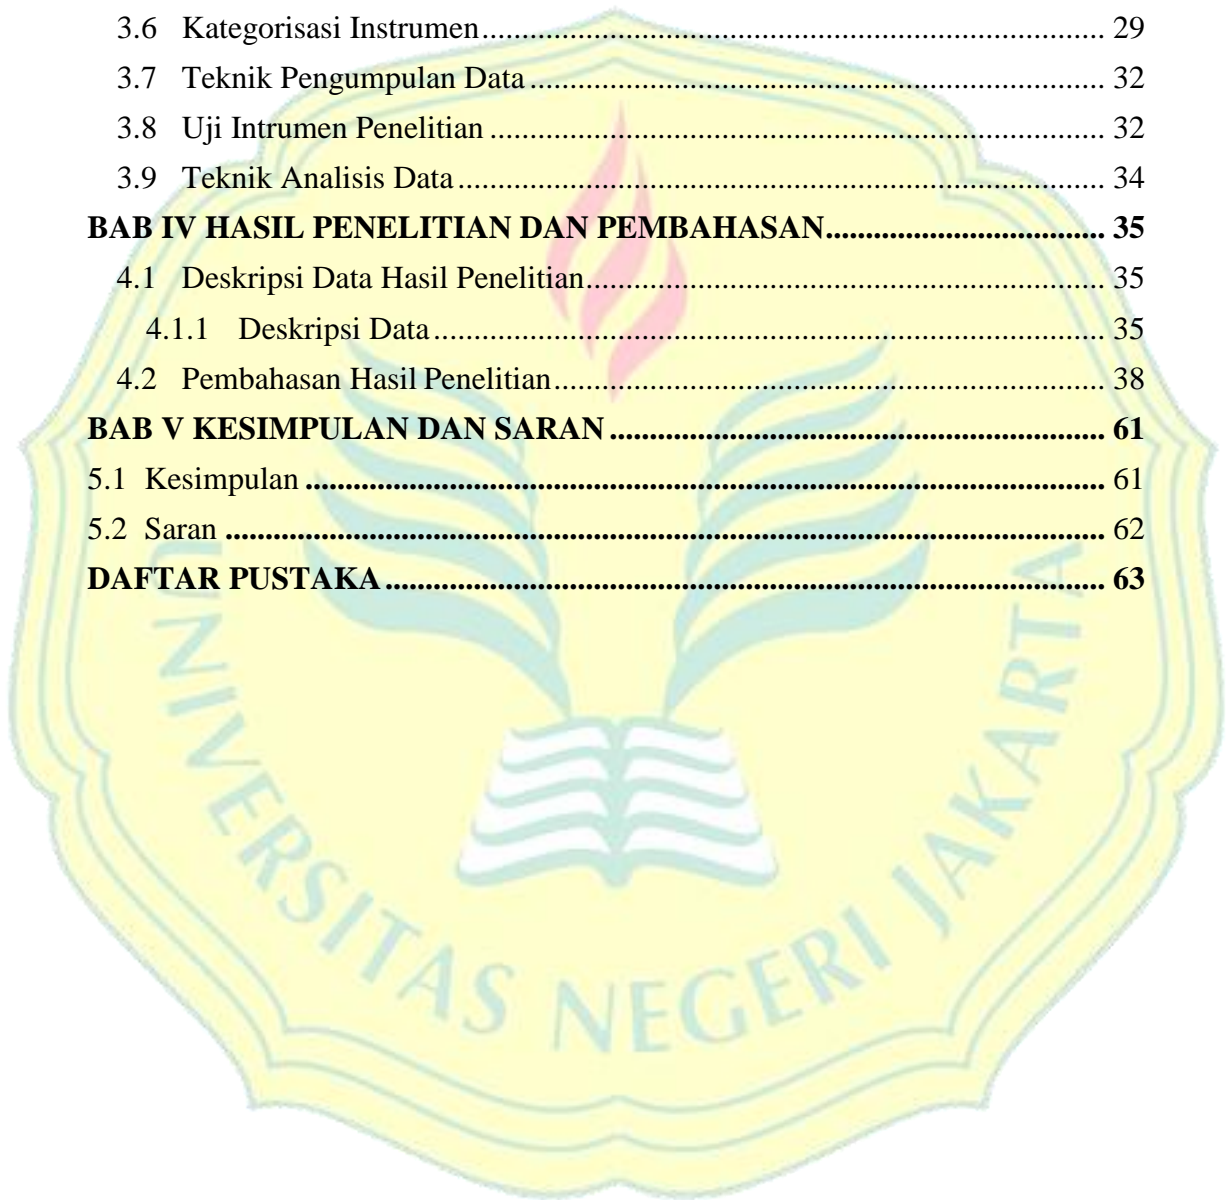 3.6 Kategorisasi Instrumen.............................................................................. 29
3.7 Teknik Pengumpulan Data........................................................................ 32
3.8 Uji Intrumen Penelitian............................................................................. 32
3.9 Teknik Analisis Data................................................................................. 34
BAB IV HASIL PENELITIAN DAN PEMBAHASAN................................... 35
4.1 Deskripsi Data Hasil Penelitian................................................................. 35
4.1.1 Deskripsi Data.................................................................................... 35
4.2 Pembahasan Hasil Penelitian..................................................................... 38
BAB V KESIMPULAN DAN SARAN.............................................................. 61
5.1 Kesimpulan.................................................................................................... 61
5.2 Saran.............................................................................................................. 62
DAFTAR PUSTAKA.......................................................................................... 63
UNIVERSITAS NEGERI JAKARTA